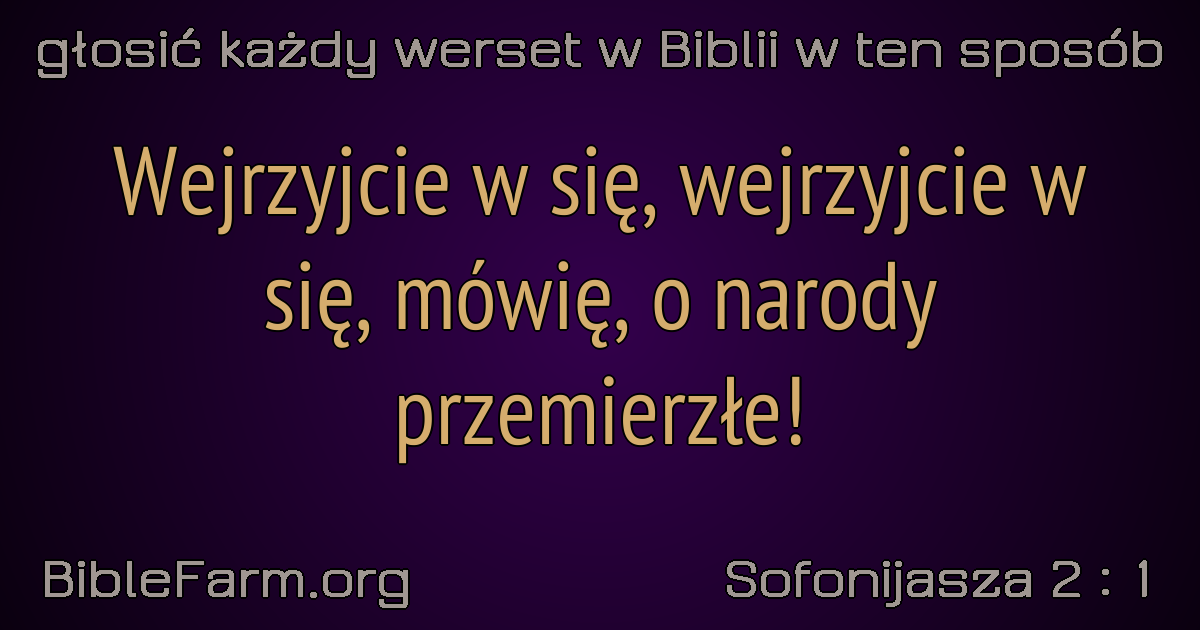 głosić każdy werset w Biblii w ten sposób
Wejrzyjcie w się, wejrzyjcie w
się, mówię, o narody
przemierzłe!
BibleFarm.org
Sofonijasza 2 : 1